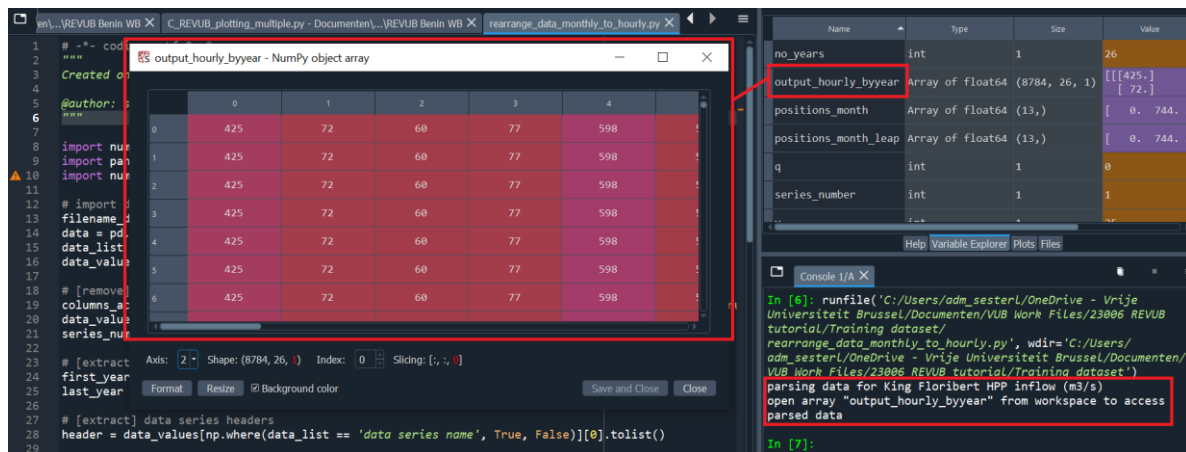 en\...\REVUB Benin WB X C_REVUB_plotting_multiple.py - Documenten\...\REVUB Benin WB X rearrange_data_monthly_to_hourly.py X
1 # -*- cod
2 """
3 Created on
4
5 @author: s
6 """
7
8 import num
9 import pan
10 import num
11
12 # import d
13 filename_d
14 data = pd.
15 data_list
16 data_value
17
18 # [remove]
19 columns_ac
20 data_value
21 series_num
22
23 # [extract
24 first_year
25 last_year
26
27 # [extract] data series headers
28 header = data_values[np.where(data_list == 'data series name', True, False)][0].tolist()
29
output_hourly_byyear - NumPy object array
0 1 2 3 4
0 425 72 60 77 598
1 425 72 60 77 598
2 425 72 60 77 598
3 425 72 60 77 598
4 425 72 60 77 598
5 425 72 60 77 598
6 425 72 60 77 598
Axis: 2 Shape: (8784, 26, 1) Index: 0 Slicing: [:, :, 0]
Format Resize Background color Save and Close Close
Name Type Size Value
no_years int 1 26
output_hourly_byyear Array of float64 (8784, 26, 1) [[[425.]
[ 72.]
positions_month Array of float64 (13,) [ 0. 744.
positions_month_leap Array of float64 (13,) [ 0. 744.
q int 1 0
series_number int 1 1
Help Variable Explorer Plots Files
Console 1/A X
In [6]: runfile('C:/Users/adm_sesterl/OneDrive - Vrije
Universiteit Brussel/Documenten/VUB Work Files/23006 REVUB
tutorial/Training dataset/
rearrange_data_monthly_to_hourly.py', wdir='C:/Users/
adm_sesterl/OneDrive - Vrije Universiteit Brussel/Documenten/
VUB Work Files/23006 REVUB tutorial/Training dataset')
parsing data for King Floribert HPP inflow (m3/s)
open array "output_hourly_byyear" from workspace to access
parsed data
In [7]: